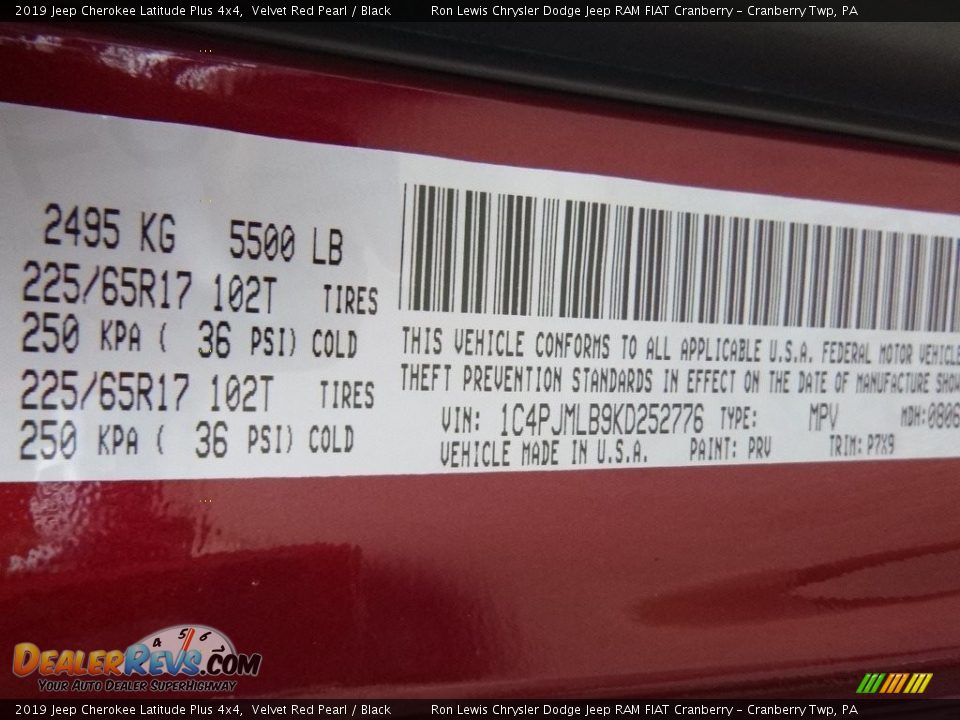 2019 Jeep Cherokee Latitude Plus 4x4, Velvet Red Pearl / Black Ron Lewis Chrysler Dodge Jeep RAM FIAT Cranberry – Cranberry Twp, PA
2495 KG 5500 LB
225/65R17 102T TIRES
250 KPA ( 36 PSI) COLD
225/65R17 102T TIRES
250 KPA ( 36 PSI) COLD
THIS VEHICLE CONFORMS TO ALL APPLICABLE U.S.A. FEDERAL MOTOR VEHICLE
THEFT PREVENTION STANDARDS IN EFFECT ON THE DATE OF MANUFACTURE SHOW
VIN: 1C4PJMLB9KD252776 TYPE: MPV MDH:0806
VEHICLE MADE IN U.S.A. PAINT: PRV TRIM: P7X9
4 5 6
DealerRevs.com
Your Auto Dealer SuperHighway
2019 Jeep Cherokee Latitude Plus 4x4, Velvet Red Pearl / Black Ron Lewis Chrysler Dodge Jeep RAM FIAT Cranberry – Cranberry Twp, PA